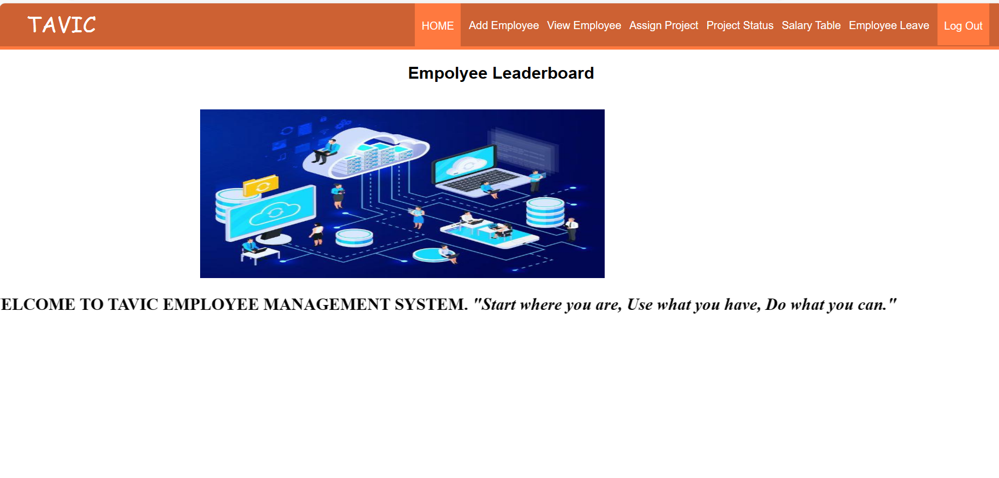 TAVIC
HOME Add Employee View Employee Assign Project Project Status Salary Table Employee Leave Log Out
Empolyee Leaderboard
ELCOME TO TAVIC EMPLOYEE MANAGEMENT SYSTEM. "Start where you are, Use what you have, Do what you can."